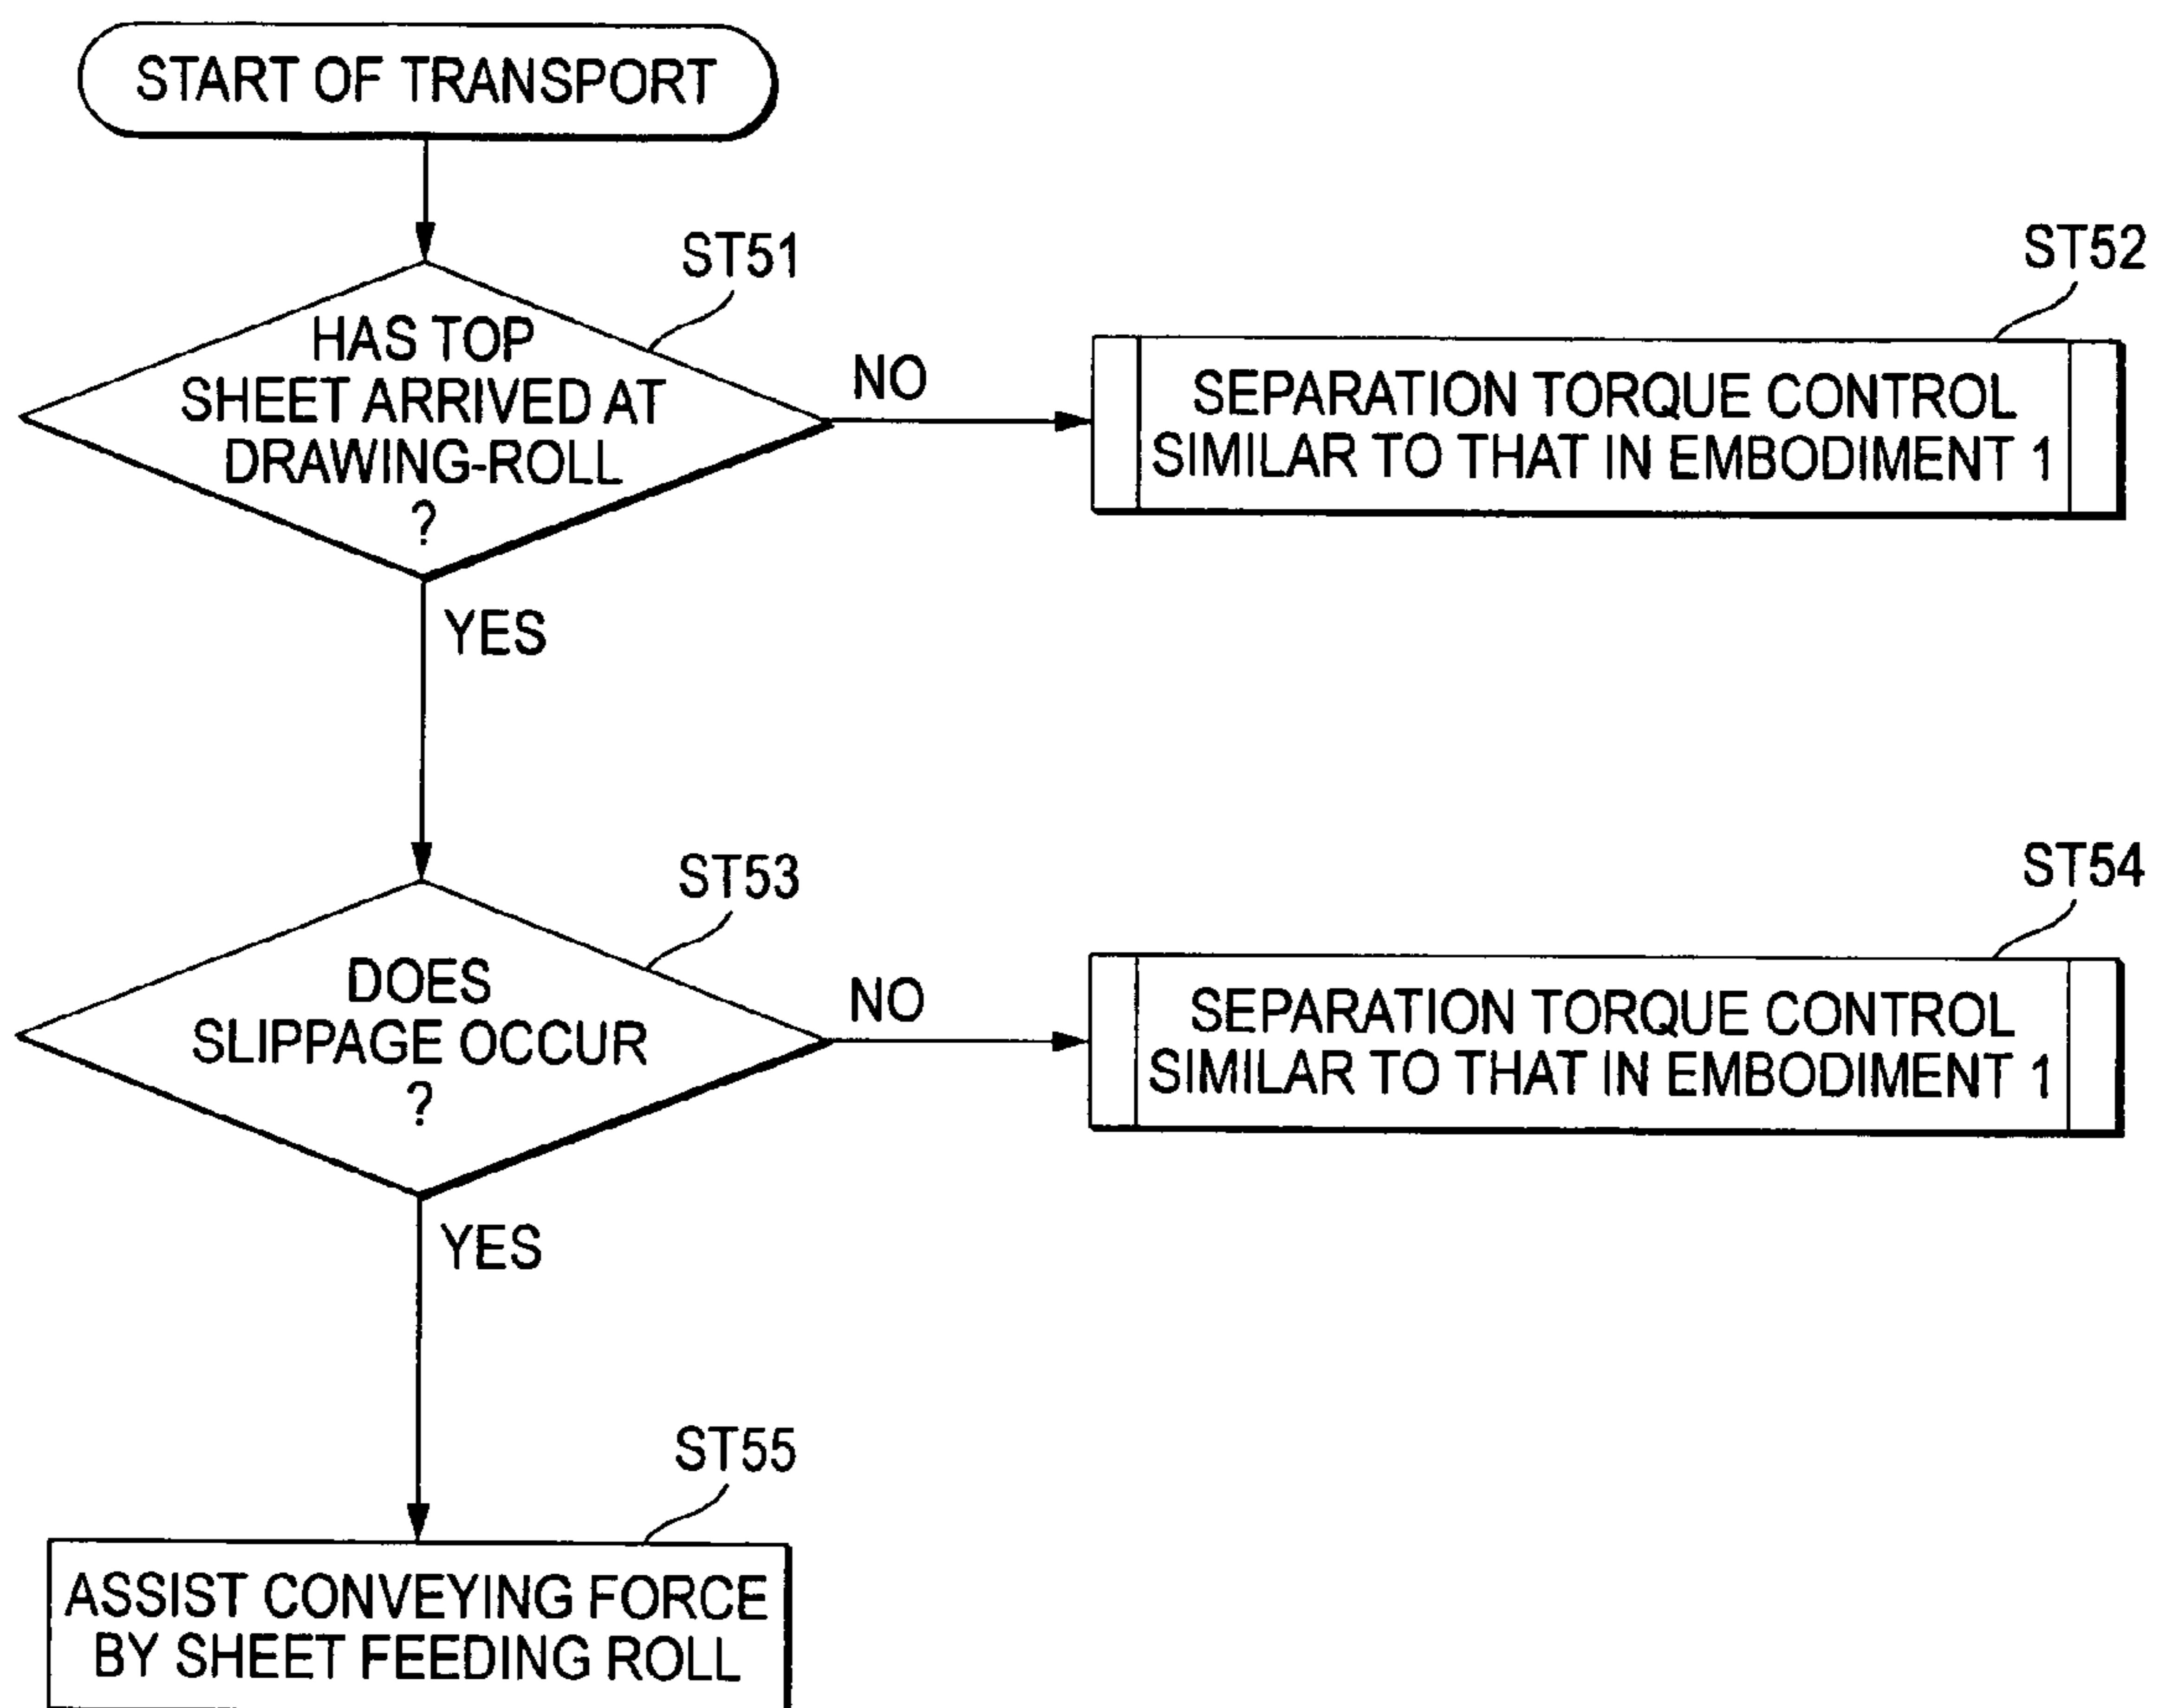 START OF TRANSPORT
ST51
HAS TOP
SHEET ARRIVED AT
DRAWING-ROLL
?
NO
ST52
SEPARATION TORQUE CONTROL
SIMILAR TO THAT IN EMBODIMENT 1
YES
ST53
DOES
SLIPPAGE OCCUR
?
NO
ST54
SEPARATION TORQUE CONTROL
SIMILAR TO THAT IN EMBODIMENT 1
YES
ST55
ASSIST CONVEYING FORCE
BY SHEET FEEDING ROLL